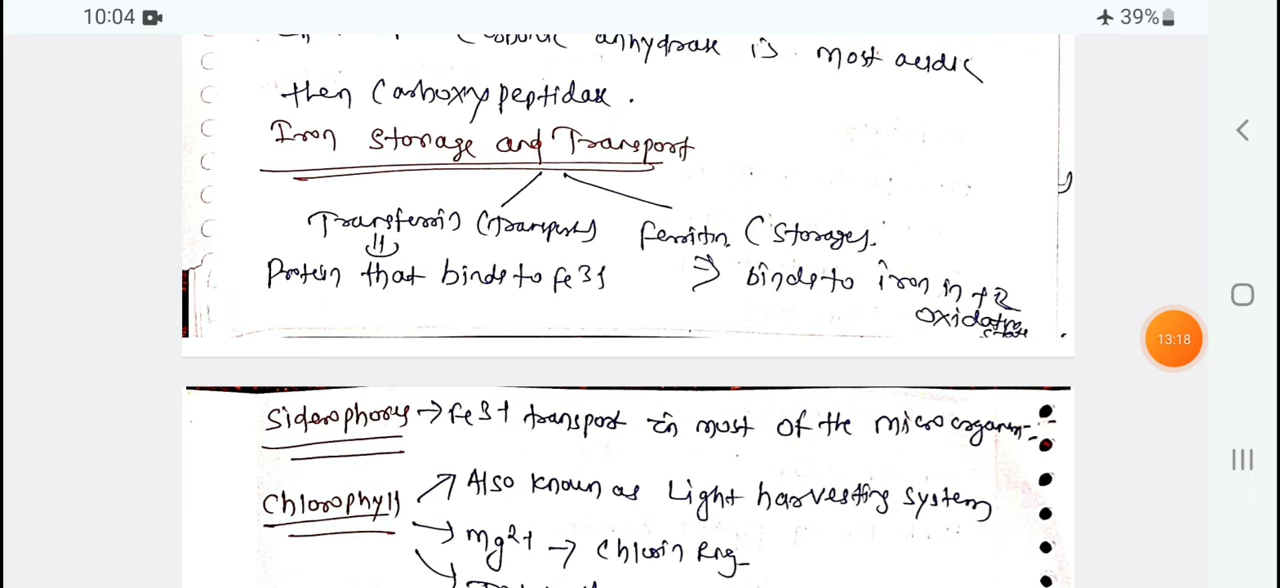 10:04
39%
anhydrase is most acidic
then Carboxypeptidase.
Iron Storage and Transport
Transferrin (transport)
Ferritin (storages).
Protein that binds to Fe3+
⇒ binds to iron in +2
oxidation
state
13:18
Siderophores → Fe3+ transport in most of the microorganism
Chlorophyll
Also known as Light harvesting system
Mg2+ → Chlorin Ring